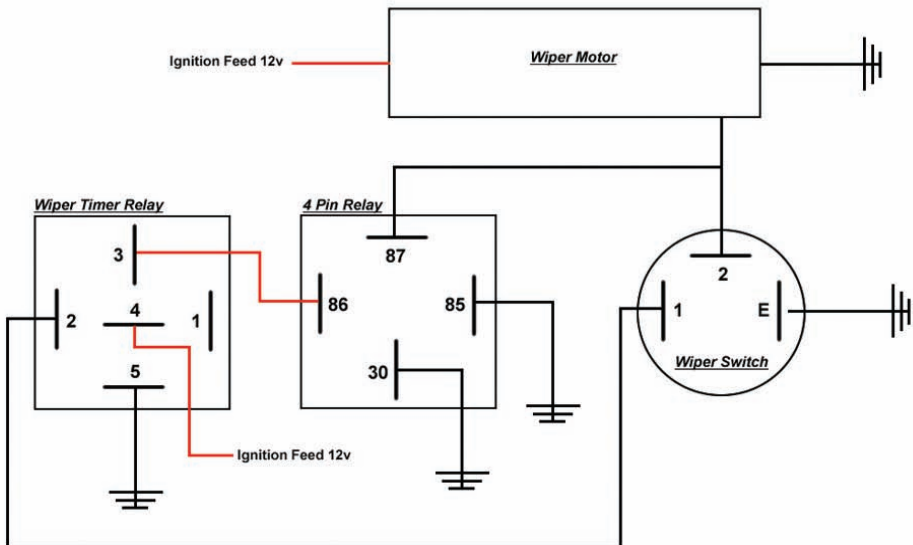 Wiper Motor
Ignition Feed 12v
Wiper Timer Relay
4 Pin Relay
3
87
2
4
1
86
85
2
1
E
5
30
Wiper Switch
Ignition Feed 12v